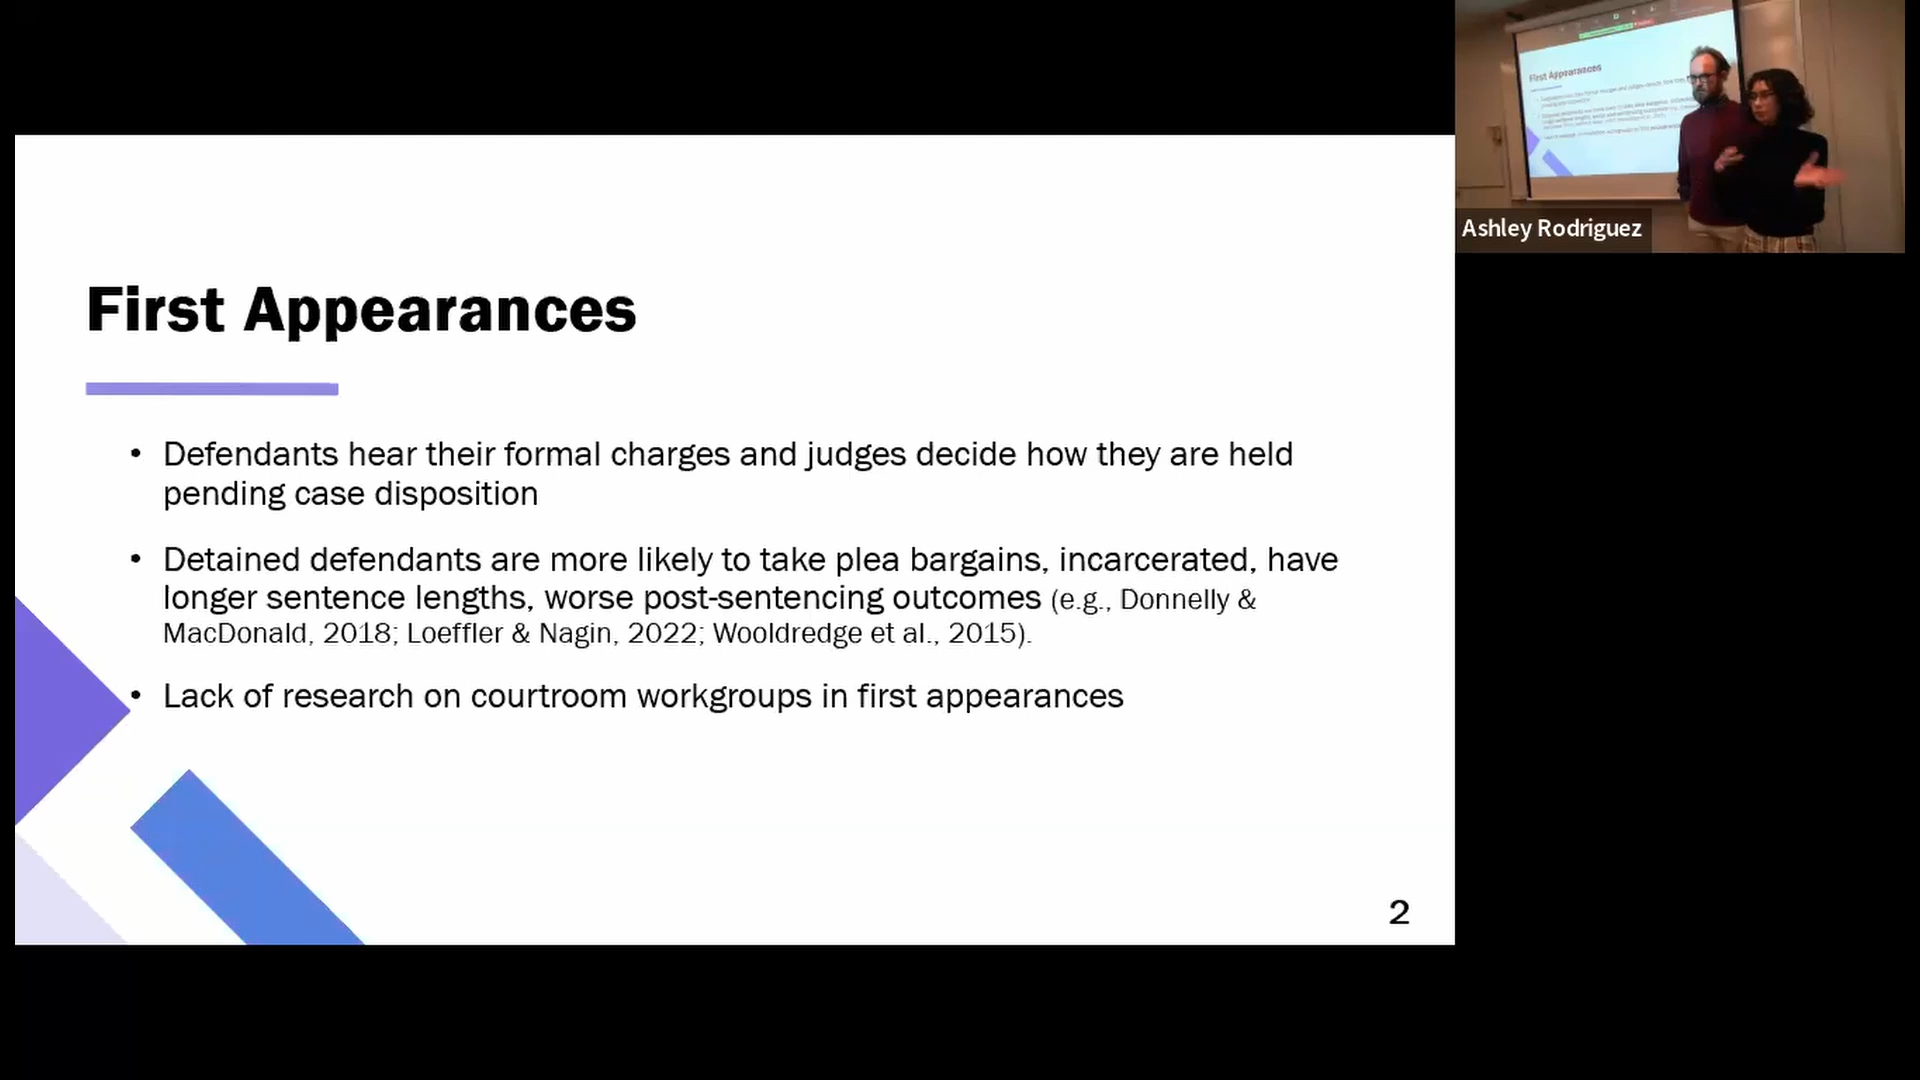 First Appearances
• Defendants hear their formal charges and judges decide how they are held
pending case disposition
• Detained defendants are more likely to take plea bargains, incarcerated, have
longer sentence lengths, worse post-sentencing outcomes (e.g., Donnelly &
MacDonald, 2018; Loeffler & Nagin, 2022; Wooldredge et al., 2015).
• Lack of research on courtroom workgroups in first appearances
2
First Appearances
Ashley Rodriguez